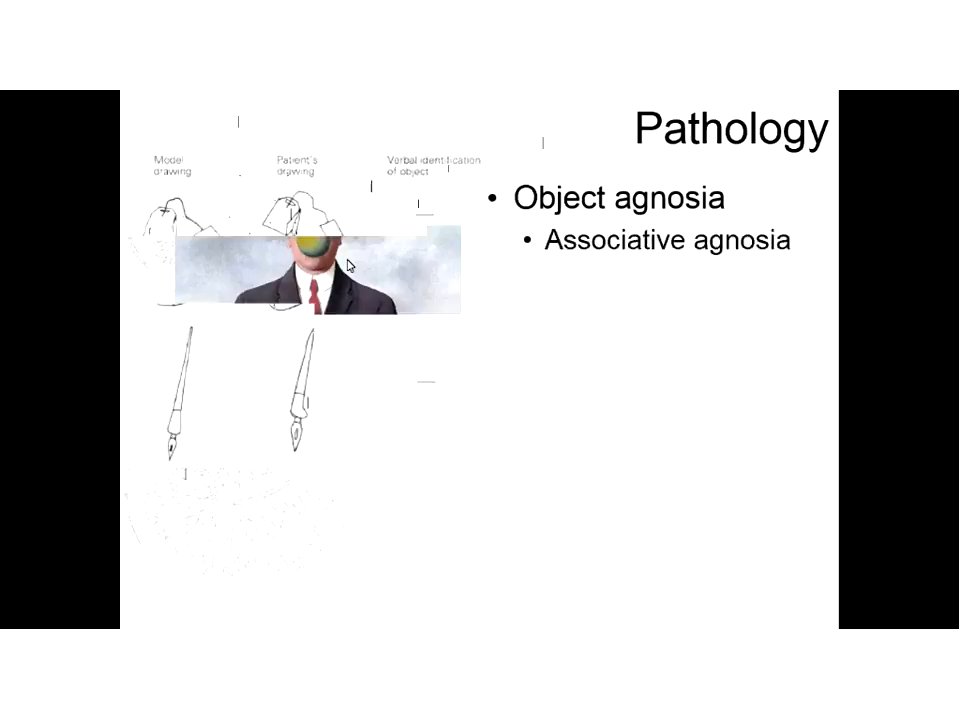 Pathology
Model
drawing
Patient's
drawing
Verbal identification
of object
• Object agnosia
• Associative agnosia